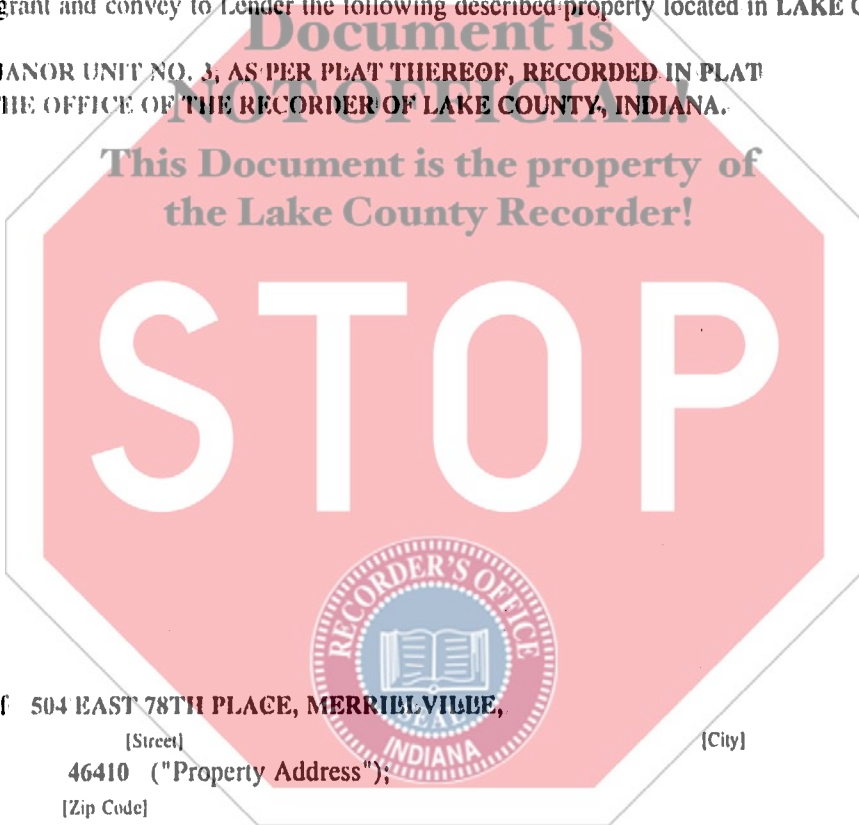 grant and convey to Lender the following described property located in LAKE
Document is
ANOR UNIT NO. 3, AS PER PLAT THEREOF, RECORDED IN PLAT
NOT OFFICIAL!
THE OFFICE OF THE RECORDER OF LAKE COUNTY, INDIANA.
This Document is the property of
the Lake County Recorder!
STOP
RECORDER'S OFFICE
SEAL
INDIANA
504 EAST 78TH PLACE, MERRILLVILLE,
[Street] [City]
46410 ("Property Address");
[Zip Code]